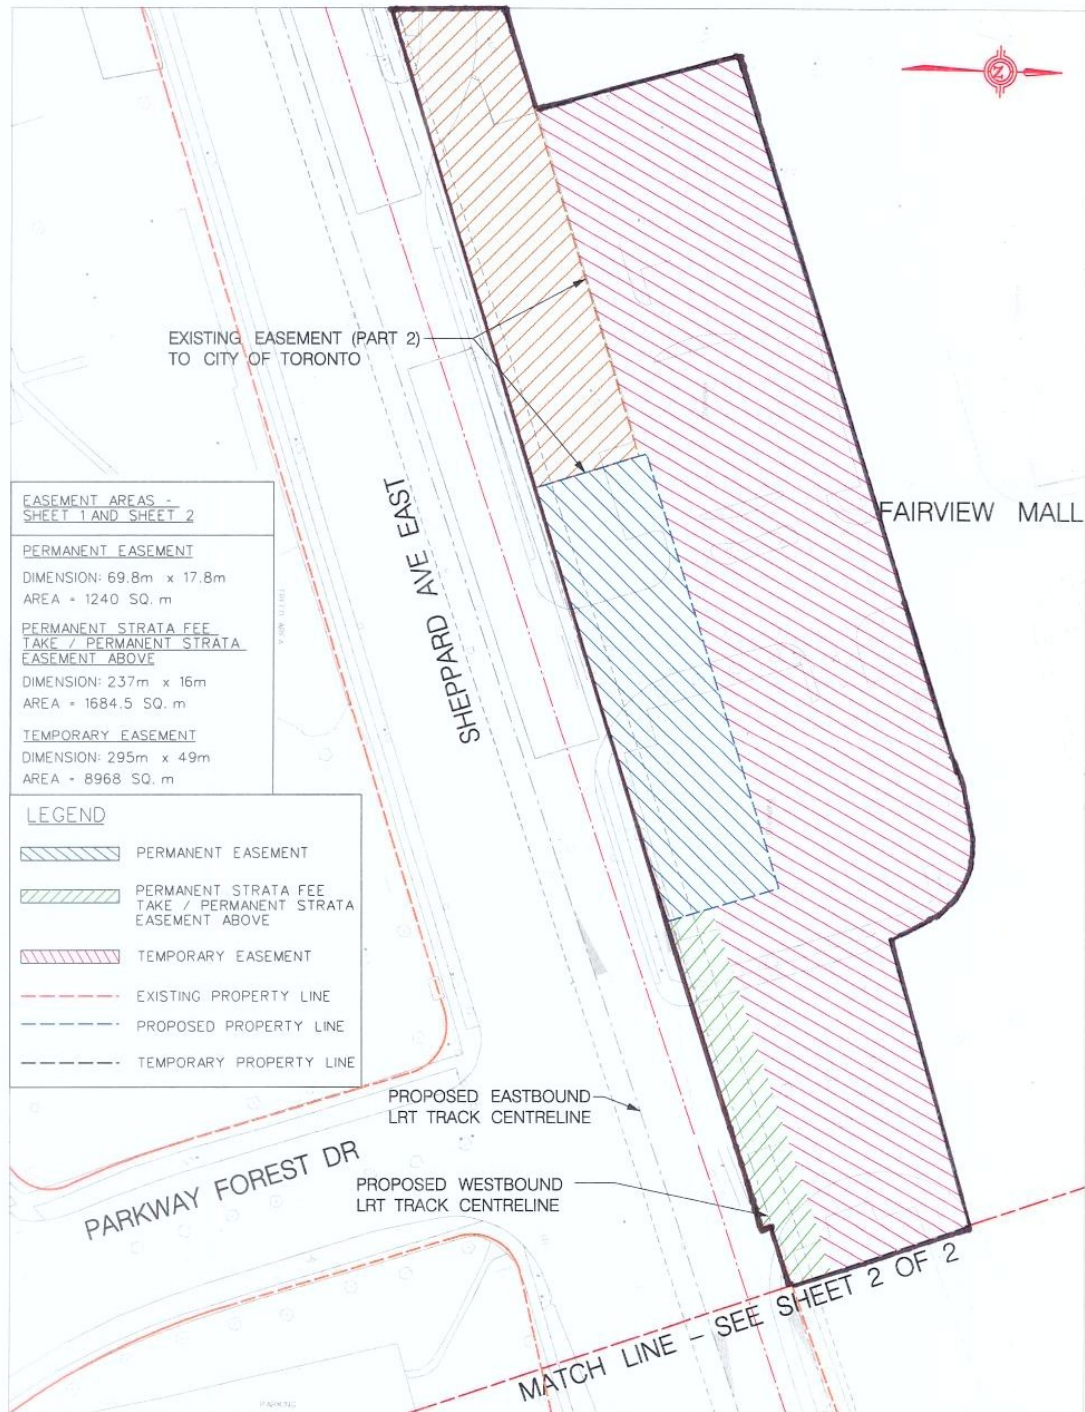 EXISTING EASEMENT (PART 2)
TO CITY OF TORONTO
SHEPPARD AVE EAST
FAIRVIEW MALL
EASEMENT AREAS -
SHEET 1 AND SHEET 2
PERMANENT EASEMENT
DIMENSION: 69.8m x 17.8m
AREA = 1240 SQ. m
PERMANENT STRATA FEE
TAKE / PERMANENT STRATA
EASEMENT ABOVE
DIMENSION: 237m x 16m
AREA = 1684.5 SQ. m
TEMPORARY EASEMENT
DIMENSION: 295m x 49m
AREA = 8968 SQ. m
LEGEND
PERMANENT EASEMENT
PERMANENT STRATA FEE
TAKE / PERMANENT STRATA
EASEMENT ABOVE
TEMPORARY EASEMENT
EXISTING PROPERTY LINE
PROPOSED PROPERTY LINE
TEMPORARY PROPERTY LINE
PROPOSED EASTBOUND
LRT TRACK CENTRELINE
PARKWAY FOREST DR
PROPOSED WESTBOUND
LRT TRACK CENTRELINE
MATCH LINE - SEE SHEET 2 OF 2
PARKING
Z